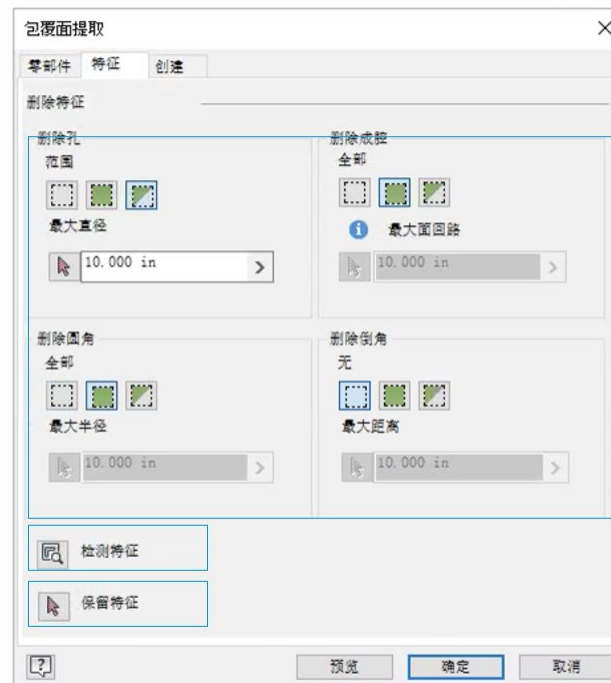 包覆面提取
零部件 特征 创建
删除特征
删除孔
范围
最大直径
10.000 in
删除成腔
全部
最大面回路
10.000 in
删除圆角
全部
最大半径
10.000 in
删除倒角
无
最大距离
10.000 in
检测特征
保留特征
预览 确定 取消